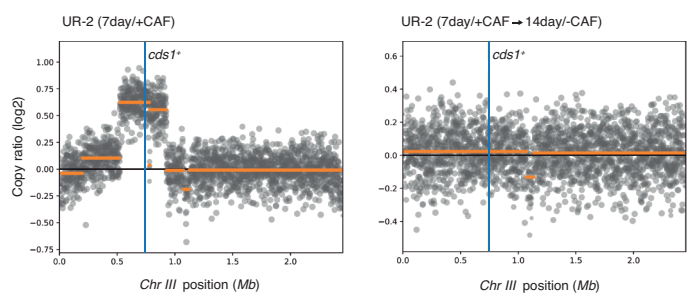 UR-2 (7day/+CAF)
cds1⁺
1.00
0.75
0.50
0.25
0.00
−0.25
−0.50
−0.75
Copy ratio (log2)
0.0 0.5 1.0 1.5 2.0
Chr III position (Mb)
UR-2 (7day/+CAF → 14day/-CAF)
cds1⁺
0.6
0.4
0.2
0.0
−0.2
−0.4
0.0 0.5 1.0 1.5 2.0
Chr III position (Mb)